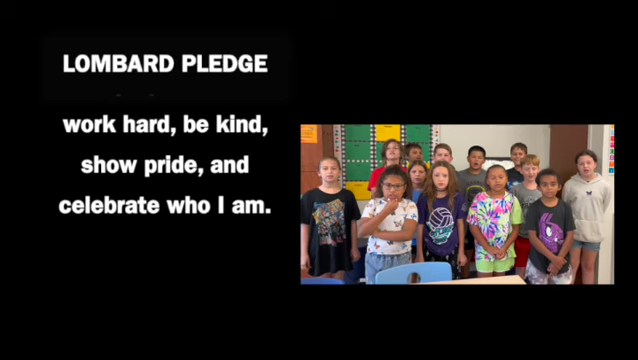 LOMBARD PLEDGE
work hard, be kind,
show pride, and
celebrate who I am.